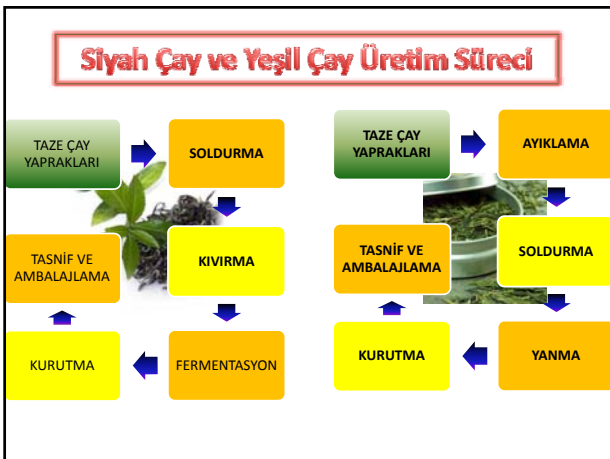 Siyah Çay ve Yeşil Çay Üretim Süreci
TAZE ÇAY
YAPRAKLARI
SOLDURMA
KIVIRMA
FERMENTASYON
KURUTMA
TASNİF VE
AMBALAJLAMA
TAZE ÇAY
YAPRAKLARI
AYIKLAMA
SOLDURMA
YANMA
KURUTMA
TASNİF VE
AMBALAJLAMA